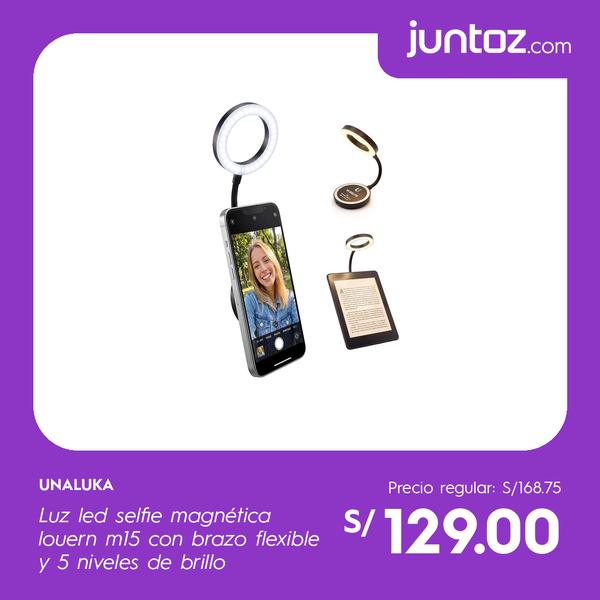 juntoz.com
UNALUKA
Luz led selfie magnética
louern m15 con brazo flexible
y 5 niveles de brillo
Precio regular: S/168.75
S/129.00